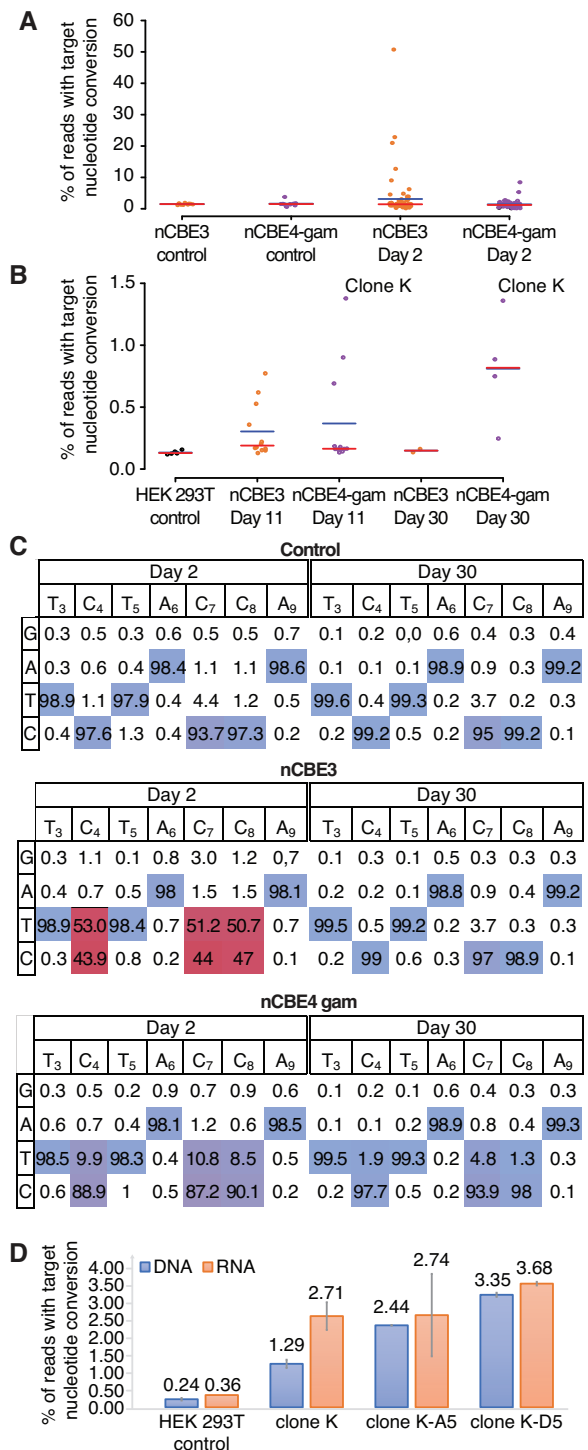 A
% of reads with target
nucleotide conversion
60
50
40
30
20
10
0
nCBE3
control
nCBE4-gam
control
nCBE3
Day 2
nCBE4-gam
Day 2
B
% of reads with target
nucleotide conversion
1.5
1.0
0.5
0.0
Clone K
Clone K
HEK 293T
control
nCBE3
Day 11
nCBE4-gam
Day 11
nCBE3
Day 30
nCBE4-gam
Day 30
C
Control
Day 2 Day 30
T3 C4 T5 A6 C7 C8 A9 T3 C4 T5 A6 C7 C8 A9
G 0.3 0.5 0.3 0.6 0.5 0.5 0.7 0.1 0.2 0,0 0.6 0.4 0.3 0.4
A 0.3 0.6 0.4 98.4 1.1 1.1 98.6 0.1 0.1 0.1 98.9 0.9 0.3 99.2
T 98.9 1.1 97.9 0.4 4.4 1.2 0.5 99.6 0.4 99.3 0.2 3.7 0.2 0.3
C 0.4 97.6 1.3 0.4 93.7 97.3 0.2 0.2 99.2 0.5 0.2 95 99.2 0.1
nCBE3
Day 2 Day 30
T3 C4 T5 A6 C7 C8 A9 T3 C4 T5 A6 C7 C8 A9
G 0.3 1.1 0.1 0.8 3.0 1.2 0,7 0.1 0.3 0.1 0.5 0.3 0.3 0.3
A 0.4 0.7 0.5 98 1.5 1.5 98.1 0.2 0.2 0.1 98.8 0.9 0.4 99.2
T 98.9 53.0 98.4 0.7 51.2 50.7 0.7 99.5 0.5 99.2 0.2 3.7 0.3 0.3
C 0.3 43.9 0.8 0.2 44 47 0.1 0.2 99 0.6 0.3 97 98.9 0.1
nCBE4 gam
Day 2 Day 30
T3 C4 T5 A6 C7 C8 A9 T3 C4 T5 A6 C7 C8 A9
G 0.3 0.5 0.2 0.9 0.7 0.9 0.6 0.1 0.2 0.1 0.6 0.4 0.3 0.3
A 0.6 0.7 0.4 98.1 1.2 0.6 98.5 0.1 0.1 0.2 98.9 0.8 0.4 99.3
T 98.5 9.9 98.3 0.4 10.8 8.5 0.5 99.5 1.9 99.3 0.2 4.8 1.3 0.3
C 0.6 88.9 1 0.5 87.2 90.1 0.2 0.2 97.7 0.5 0.2 93.9 98 0.1
D
% of reads with target
nucleotide conversion
4.00
3.50
3.00
2.50
2.00
1.50
1.00
0.50
0.00
DNA RNA
0.24 0.36
1.29 2.71
2.44 2.74
3.35 3.68
HEK 293T
control
clone K
clone K-A5
clone K-D5